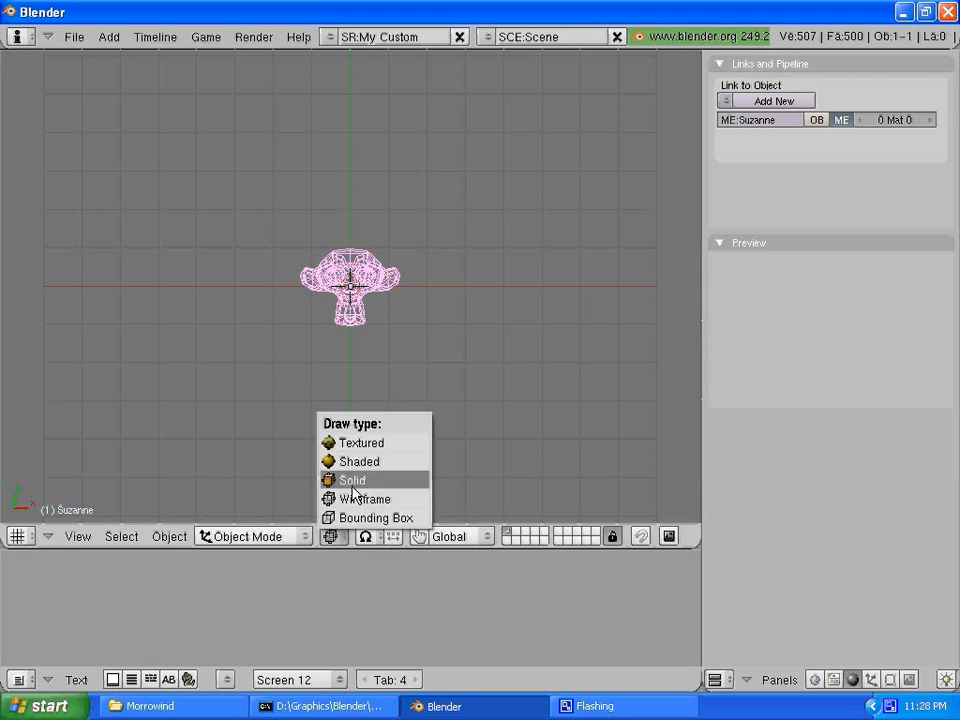 Blender
File Add Timeline Game Render Help SR:My Custom SCE:Scene www.blender.org 249.2 Ve:507 | Fa:500 | Ob:1-1 | La:0 |
Links and Pipeline
Link to Object
Add New
ME:Suzanne OB ME 0 Mat 0
Preview
Draw type:
Textured
Shaded
Solid
Wireframe
Bounding Box
x
(1) Suzanne
View Select Object Object Mode Global
Text AB Screen 12 Tab: 4 Panels
start Morrowind D:\Graphics\Blender\... Blender Flashing 11:28 PM